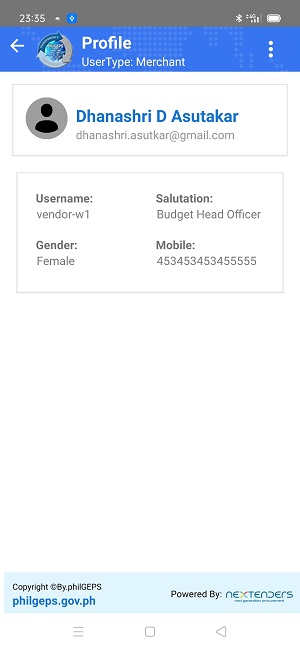 23:35
Profile
UserType: Merchant
Dhanashri D Asutakar
dhanashri.asutkar@gmail.com
Username:
vendor-w1
Salutation:
Budget Head Officer
Gender:
Female
Mobile:
453453453455555
Copyright ©By.philGEPS
philgeps.gov.ph
Powered By: NEXTENDERS
next generation procurement